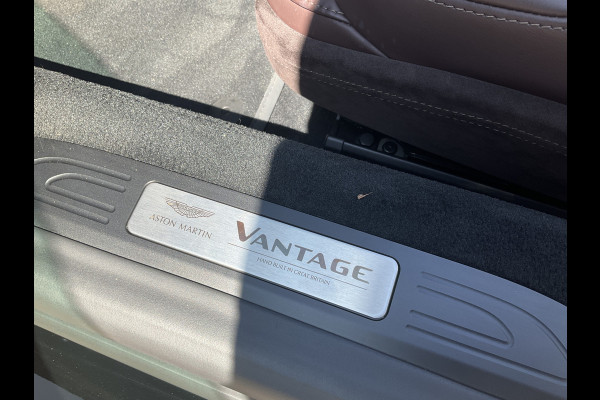 ASTON MARTIN
VANTAGE
HAND BUILT IN GREAT BRITAIN